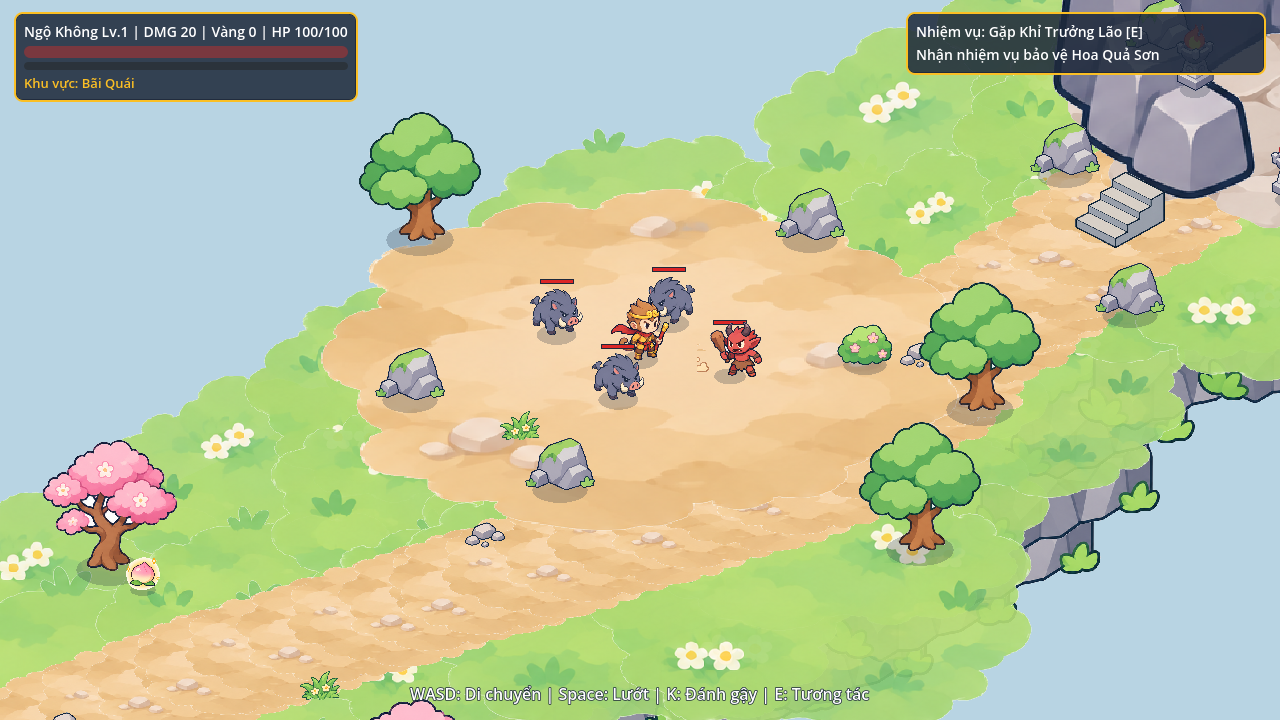 Ngộ Không Lv.1 | DMG 20 | Vàng 0 | HP 100/100
Khu vực: Bãi Quái
Nhiệm vụ: Gặp Khỉ Trưởng Lão [E]
Nhận nhiệm vụ bảo vệ Hoa Quả Sơn
WASD: Di chuyển | Space: Lướt | K: Đánh gậy | E: Tương tác